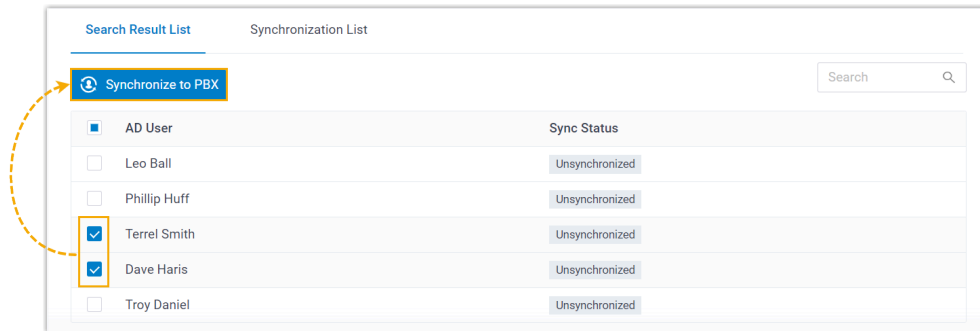 Search Result List Synchronization List
Synchronize to PBX Search
AD User Sync Status
Leo Ball Unsynchronized
Phillip Huff Unsynchronized
Terrel Smith Unsynchronized
Dave Haris Unsynchronized
Troy Daniel Unsynchronized